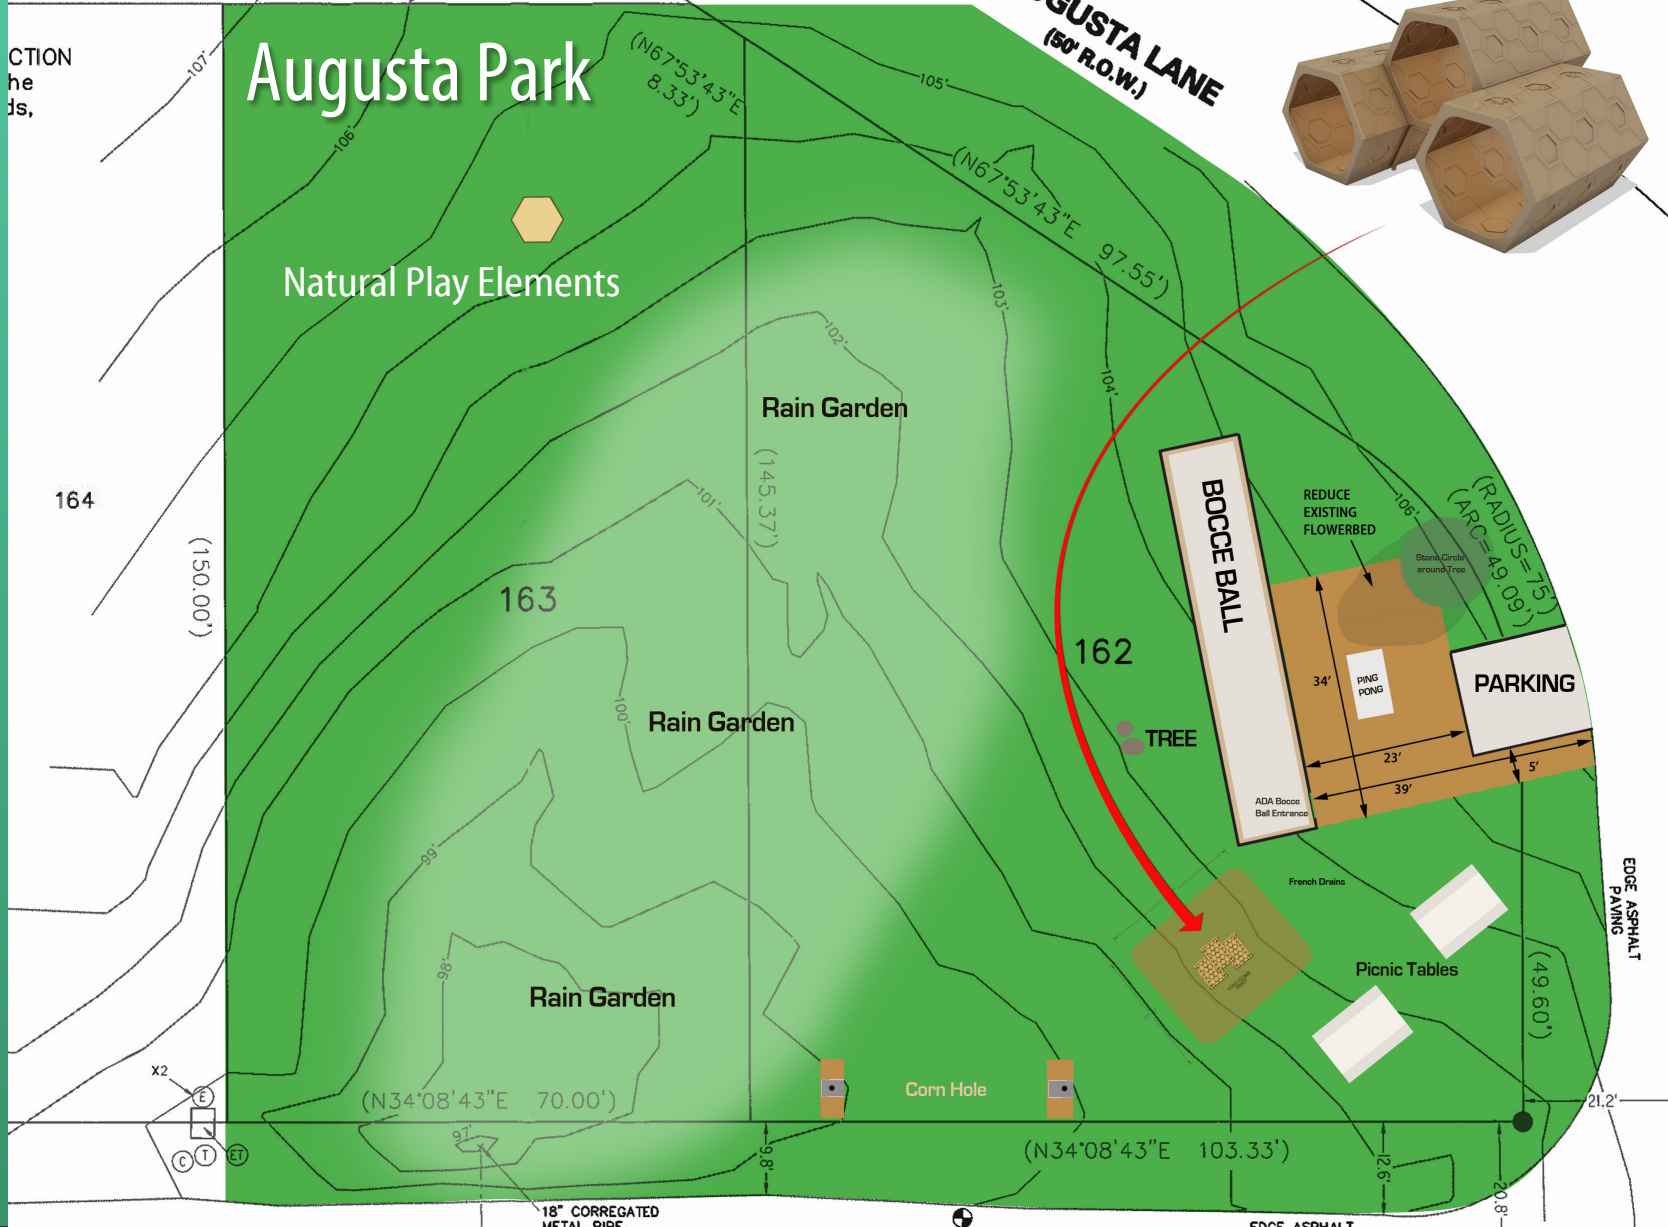 CTION
he
ds,
107'
Augusta Park
106'
(N67°53'43"E
8.33')
105'
GUSTA LANE
(50' R.O.W.)
(N67°53'43"E 97.55')
Natural Play Elements
103'
102'
104'
Rain Garden
(145.37')
101'
164
(150.00')
163
BOCCE BALL
REDUCE
EXISTING
FLOWERBED
106'
(RADIUS=75')
(ARC=49.09')
Stone Circle
around Tree
162
34'
PING
PONG
PARKING
100'
Rain Garden
TREE
23'
5'
39'
ADA Bocce
Ball Entrance
99'
French Drains
EDGE ASPHALT
PAVING
98'
Rain Garden
Picnic Tables
(49.60')
X2
E
(N34°08'43"E 70.00')
Corn Hole
21.2'
97'
C
T
ET
9.8'
(N34°08'43"E 103.33')
12.6'
20.8'
18" CORREGATED
METAL PIPE
EDGE ASPHALT